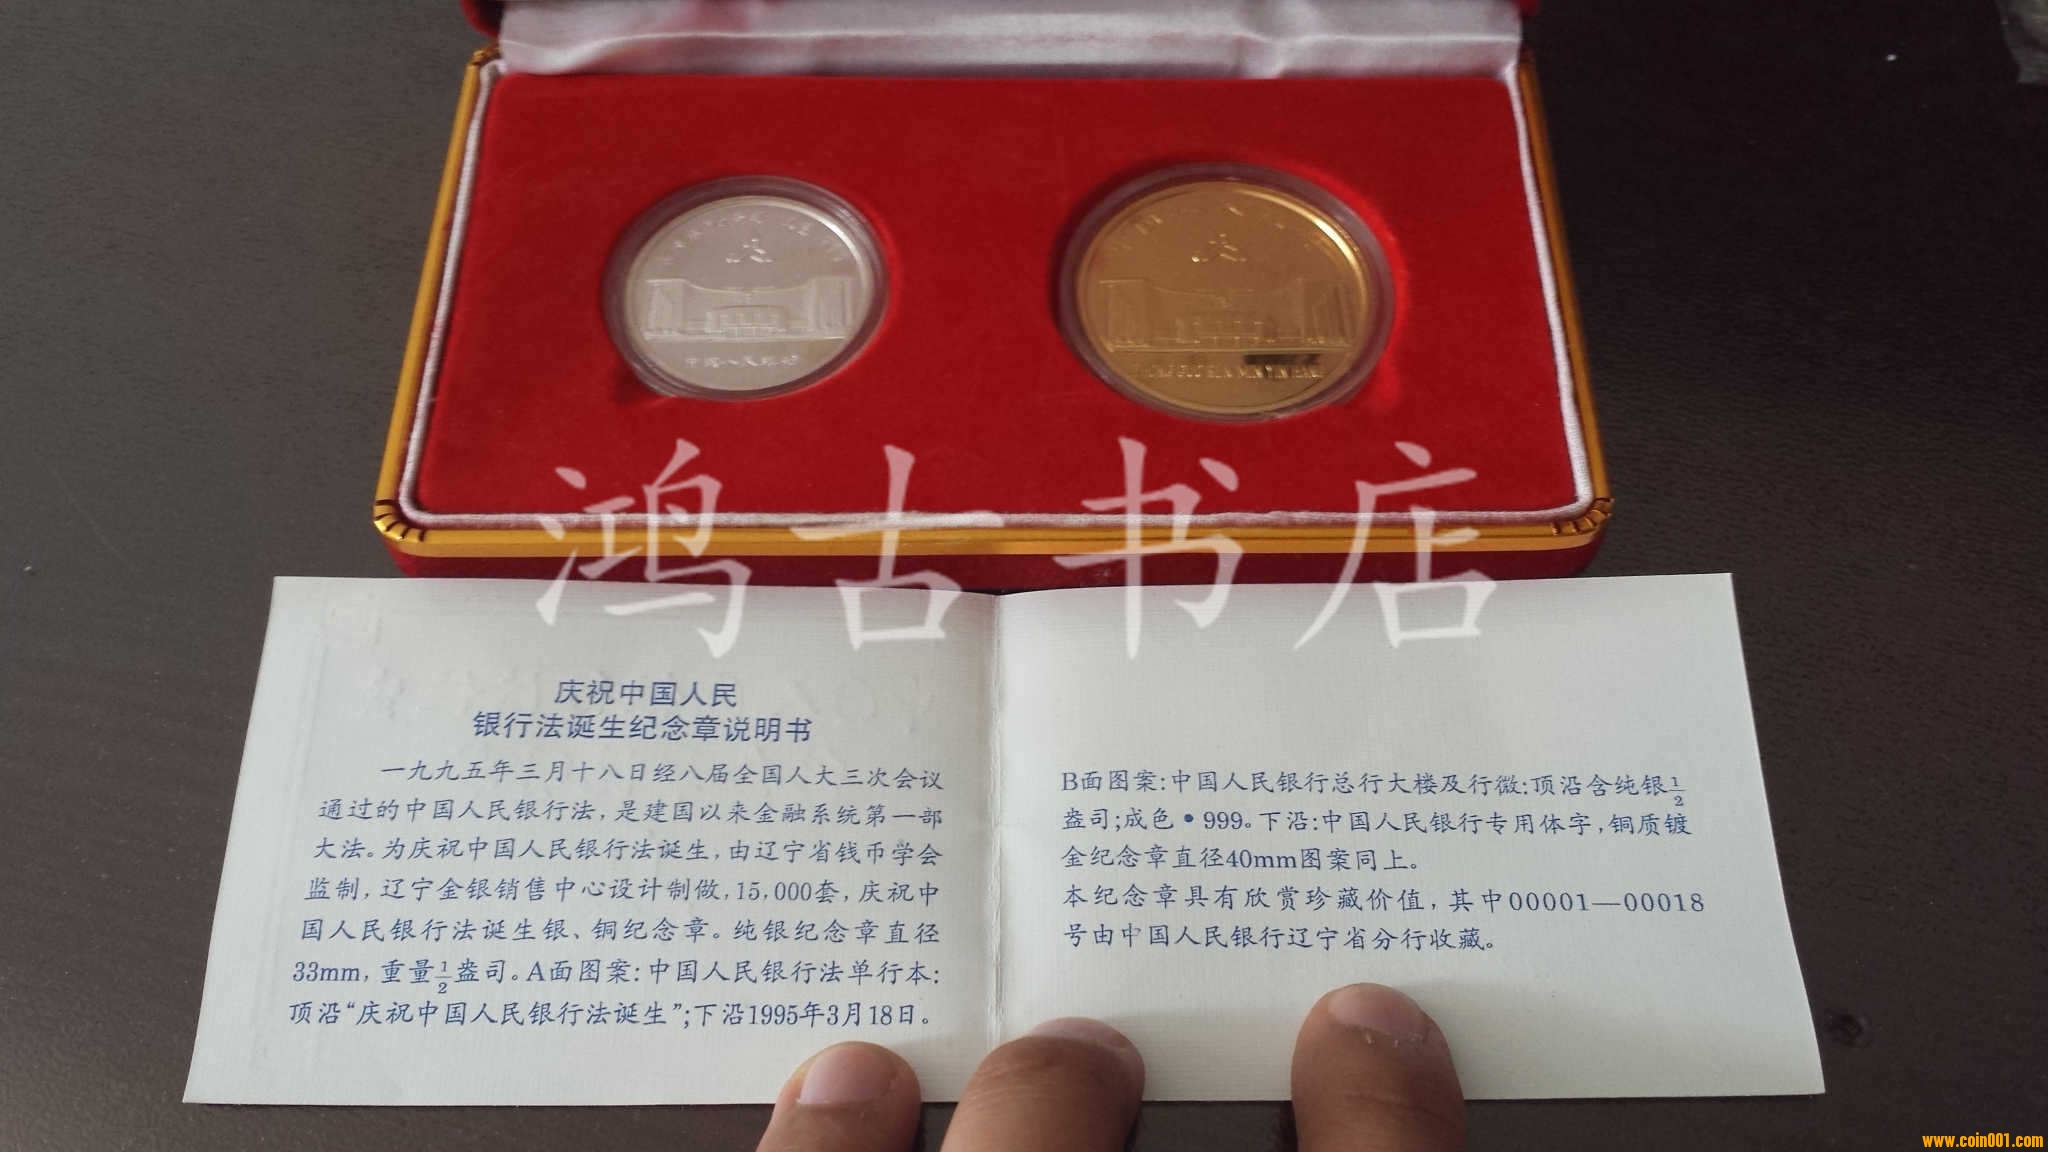 中国人民银行
鸿古书店
庆祝中国人民
银行法诞生纪念章说明书
一九九五年三月十八日经八届全国人大三次会议
通过的中国人民银行法，是建国以来金融系统第一部
大法。为庆祝中国人民银行法诞生，由辽宁省钱币学会
监制，辽宁金银销售中心设计制做，15,000套，庆祝中
国人民银行法诞生银、铜纪念章。纯银纪念章直径
33mm，重量1/2盎司。A面图案：中国人民银行法单行本：
顶沿“庆祝中国人民银行法诞生”；下沿1995年3月18日。
B面图案：中国人民银行总行大楼及行微：顶沿含纯银1/2
盎司；成色•999。下沿：中国人民银行专用体字，铜质镀
金纪念章直径40mm图案同上。
本纪念章具有欣赏珍藏价值，其中00001—00018
号由中国人民银行辽宁省分行收藏。
www.coin001.com